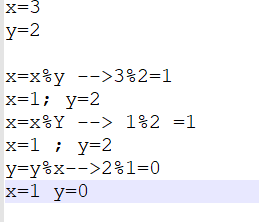 x=3
y=2
x=x%y -->3%2=1
x=1; y=2
x=x%Y --> 1%2 =1
x=1 ; y=2
y=y%x-->2%1=0
x=1 y=0